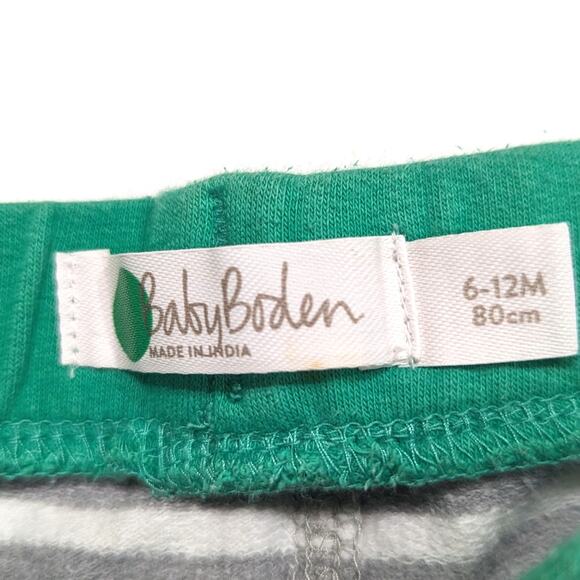 BabyBoden
MADE IN INDIA
6-12M
80cm